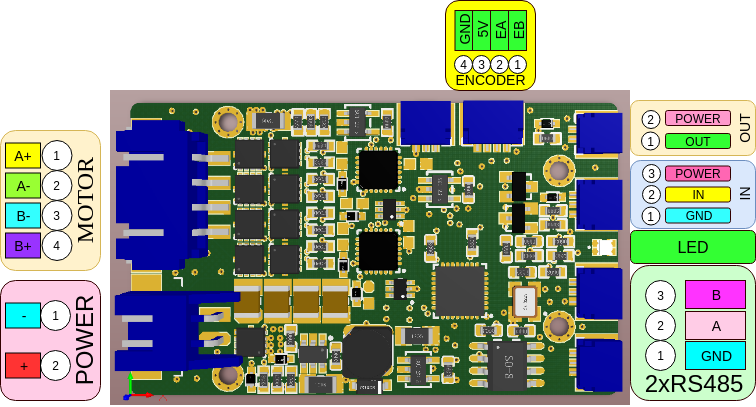 GND 5V EA EB
4 3 2 1
ENCODER
A+ 1
A- 2
B- 3
B+ 4
MOTOR
- 1
+ 2
POWER
2 POWER
1 OUT
OUT
3 POWER
2 IN
1 GND
IN
LED
3 B
2 A
1 GND
2xRS485
8-OS